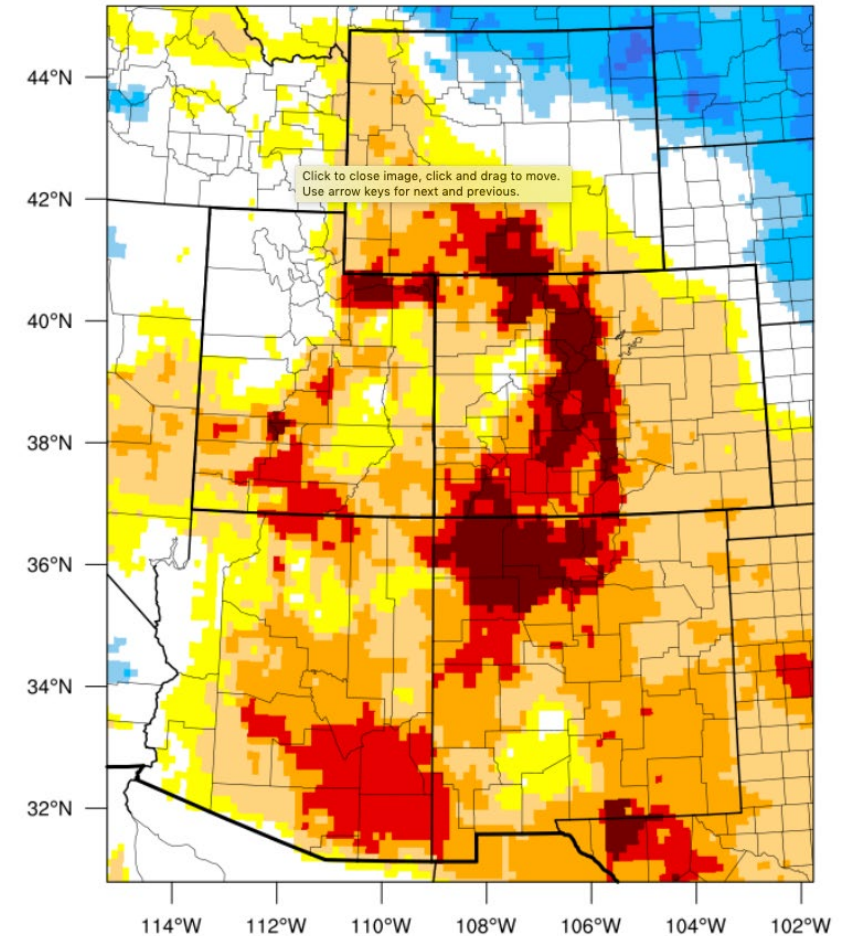 44°N
Click to close image, click and drag to move.
Use arrow keys for next and previous.
42°N
40°N
38°N
36°N
34°N
32°N
114°W 112°W 110°W 108°W 106°W 104°W 102°W